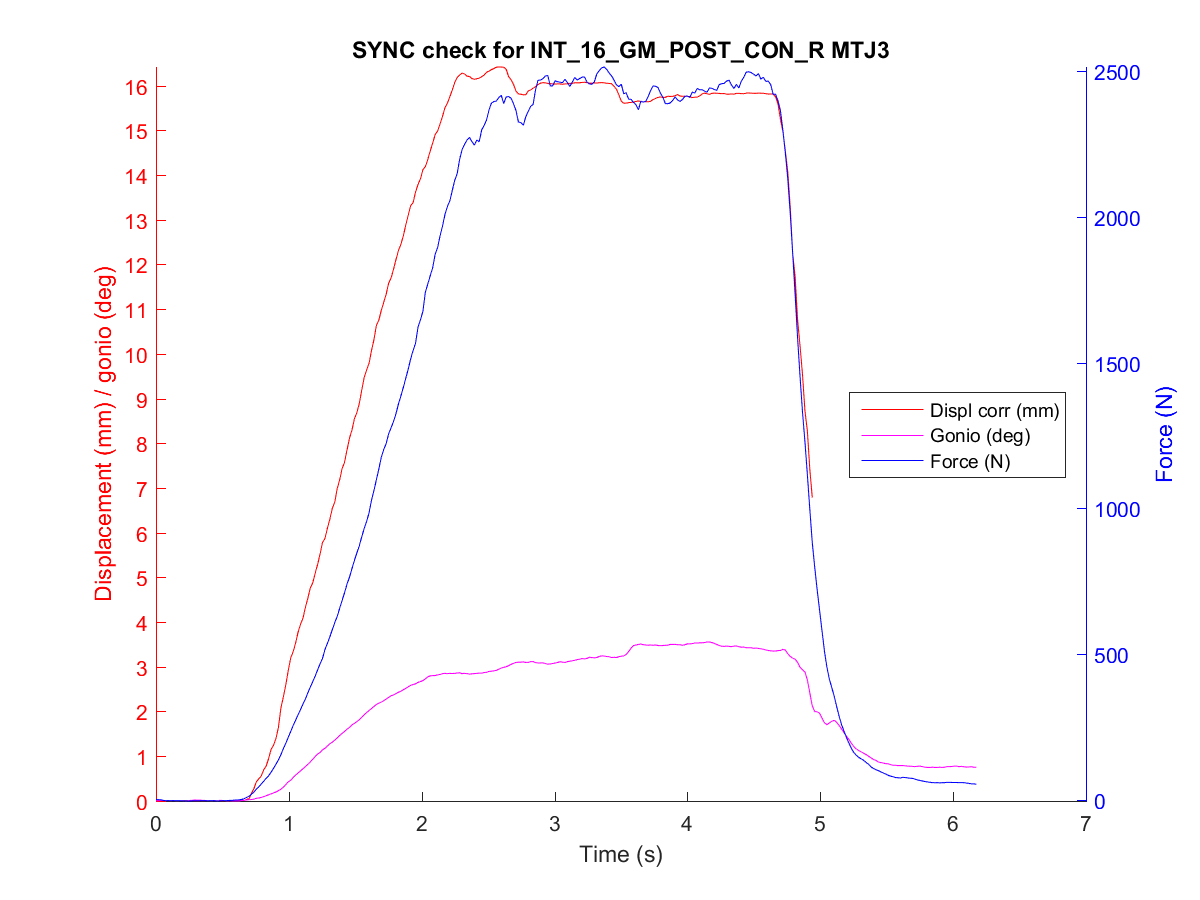 SYNC check for INT_16_GM_POST_CON_R MTJ3
Displacement (mm) / gonio (deg)
16
15
14
13
12
11
10
9
8
7
6
5
4
3
2
1
0
2500
2000
1500
1000
500
0
Force (N)
Displ corr (mm)
Gonio (deg)
Force (N)
0 1 2 3 4 5 6 7
Time (s)